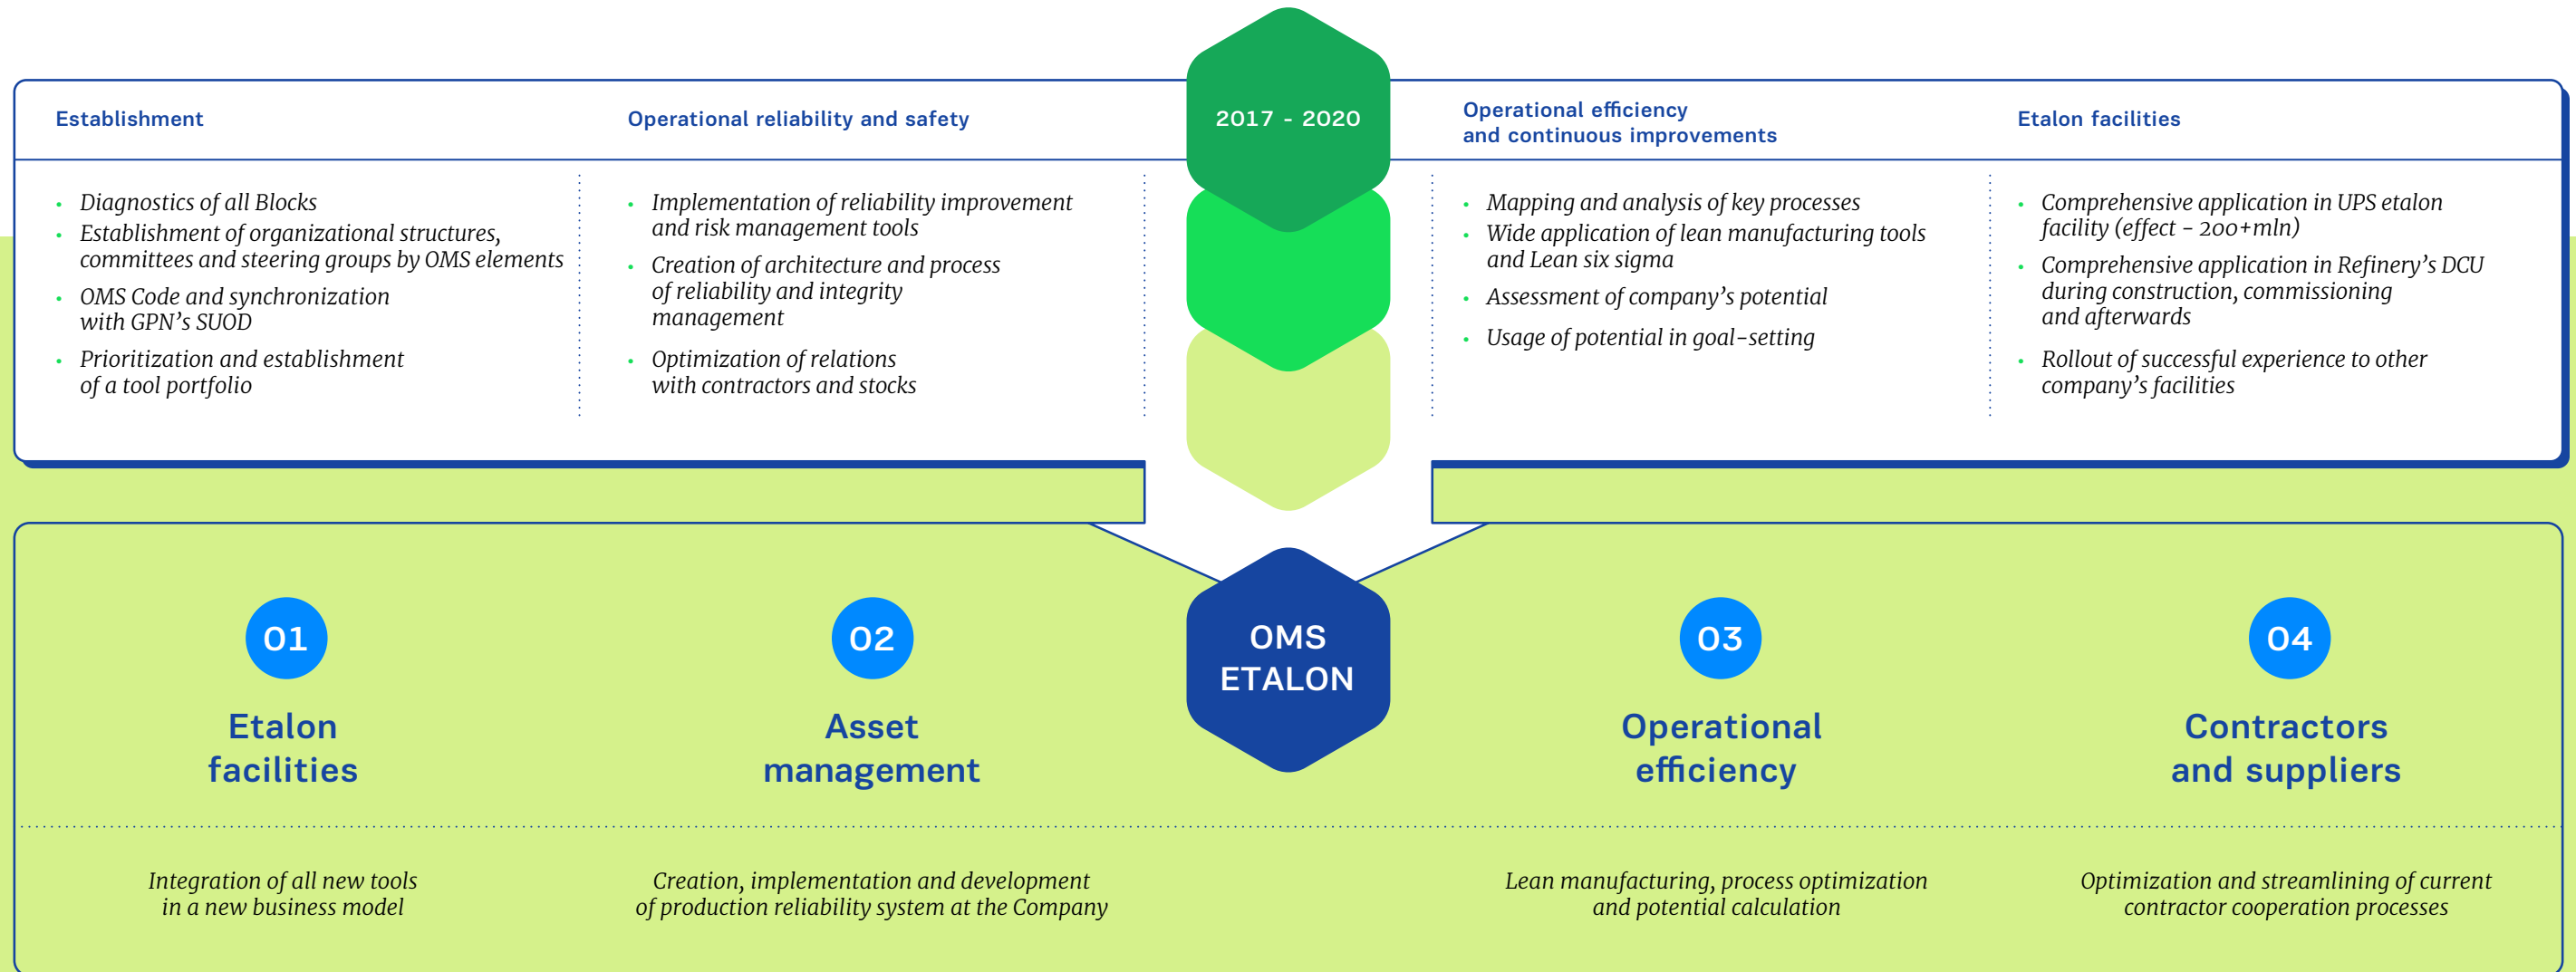 Establishment
Diagnostics of all Blocks
Establishment of organizational structures,
committees and steering groups by OMS elements
OMS Code and synchronization
with GPN’s SUOD
Prioritization and establishment
of a tool portfolio
Operational reliability and safety
Implementation of reliability improvement
and risk management tools
Creation of architecture and process
of reliability and integrity
management
Optimization of relations
with contractors and stocks
2017 - 2020
Operational efficiency
and continuous improvements
Mapping and analysis of key processes
Wide application of lean manufacturing tools
and Lean six sigma
Assessment of company’s potential
Usage of potential in goal-setting
Etalon facilities
Comprehensive application in UPS etalon
facility (effect - 200+mln)
Comprehensive application in Refinery’s DCU
during construction, commissioning
and afterwards
Rollout of successful experience to other
company’s facilities
OMS
ETALON
01
Etalon
facilities
Integration of all new tools
in a new business model
02
Asset
management
Creation, implementation and development
of production reliability system at the Company
03
Operational
efficiency
Lean manufacturing, process optimization
and potential calculation
04
Contractors
and suppliers
Optimization and streamlining of current
contractor cooperation processes